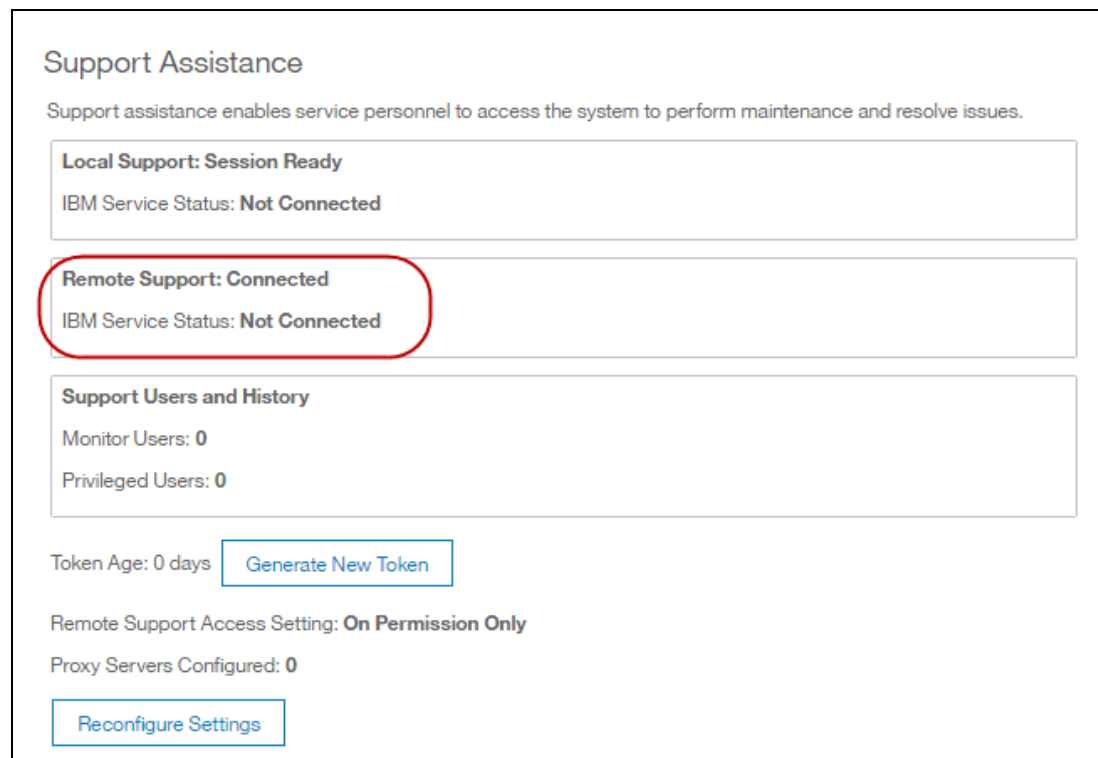 Support Assistance
Support assistance enables service personnel to access the system to perform maintenance and resolve issues.
Local Support: Session Ready
IBM Service Status: Not Connected
Remote Support: Connected
IBM Service Status: Not Connected
Support Users and History
Monitor Users: 0
Privileged Users: 0
Token Age: 0 days Generate New Token
Remote Support Access Setting: On Permission Only
Proxy Servers Configured: 0
Reconfigure Settings